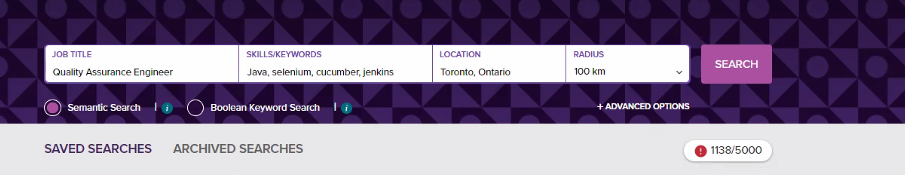 JOB TITLE SKILLS/KEYWORDS LOCATION RADIUS
Quality Assurance Engineer Java, selenium, cucumber, jenkins Toronto, Ontario 100 km SEARCH
Semantic Search | i Boolean Keyword Search | i + ADVANCED OPTIONS
SAVED SEARCHES ARCHIVED SEARCHES ! 1138/5000